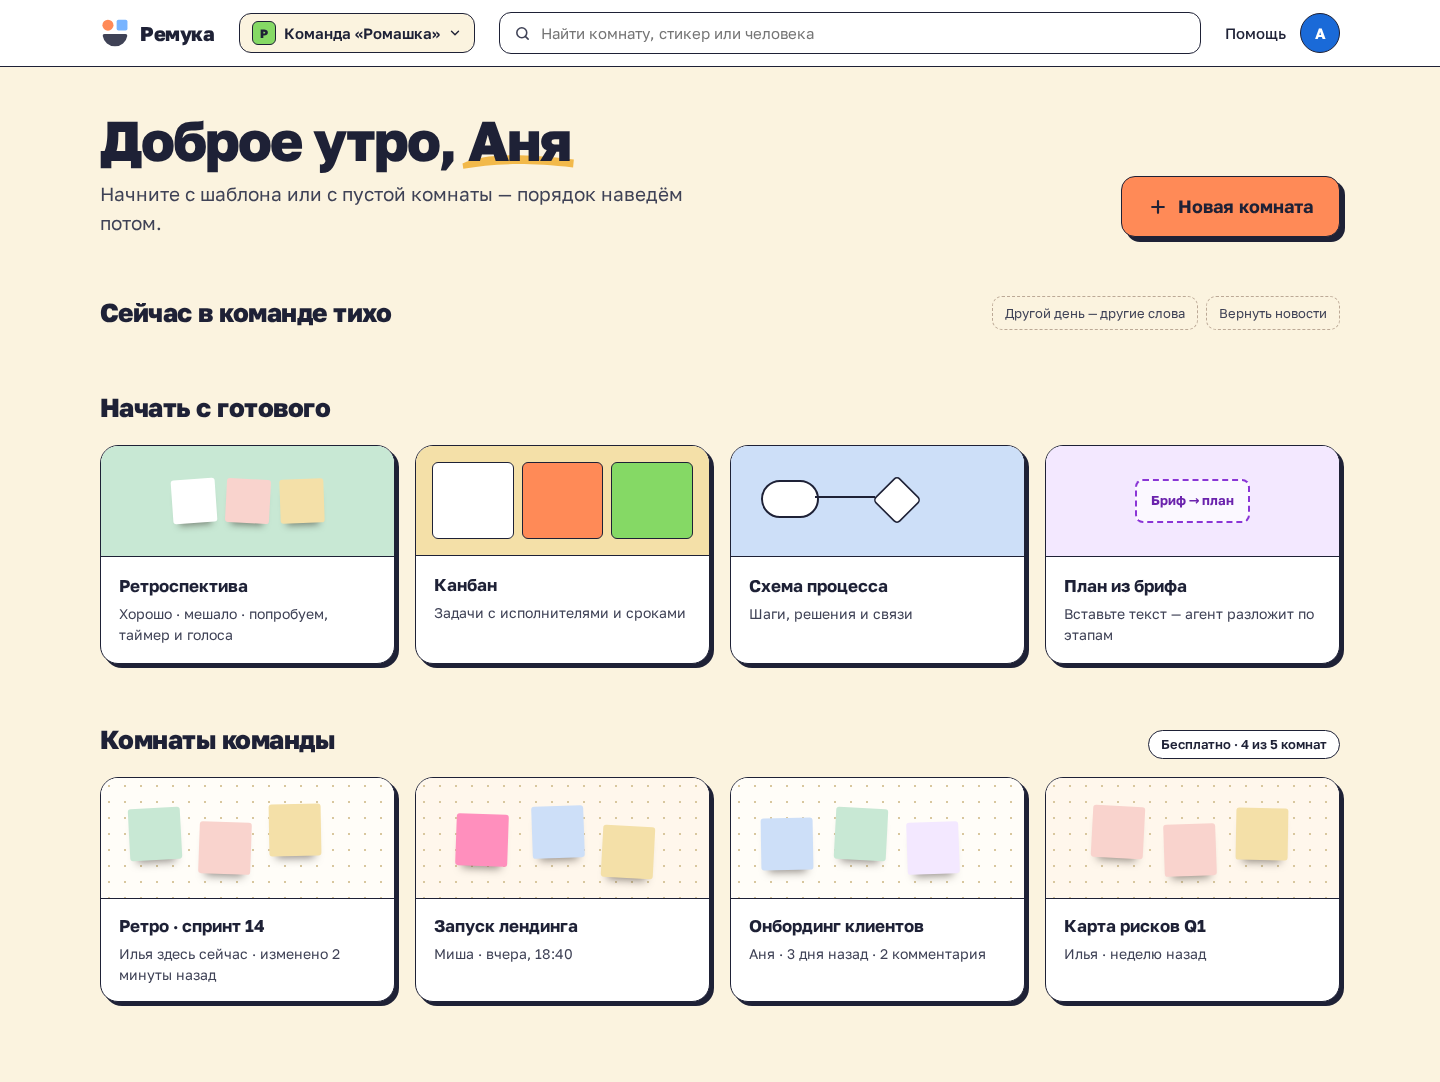 Ремука
Р Команда «Ромашка»
Найти комнату, стикер или человека
Помощь
А
Доброе утро, Аня
Начните с шаблона или с пустой комнаты — порядок наведём
потом.
Новая комната
Сейчас в команде тихо
Другой день — другие слова
Вернуть новости
Начать с готового
Ретроспектива
Хорошо · мешало · попробуем,
таймер и голоса
Канбан
Задачи с исполнителями и сроками
Схема процесса
Шаги, решения и связи
Бриф → план
План из брифа
Вставьте текст — агент разложит по
этапам
Комнаты команды
Бесплатно · 4 из 5 комнат
Ретро · спринт 14
Илья здесь сейчас · изменено 2
минуты назад
Запуск лендинга
Миша · вчера, 18:40
Онбординг клиентов
Аня · 3 дня назад · 2 комментария
Карта рисков Q1
Илья · неделю назад